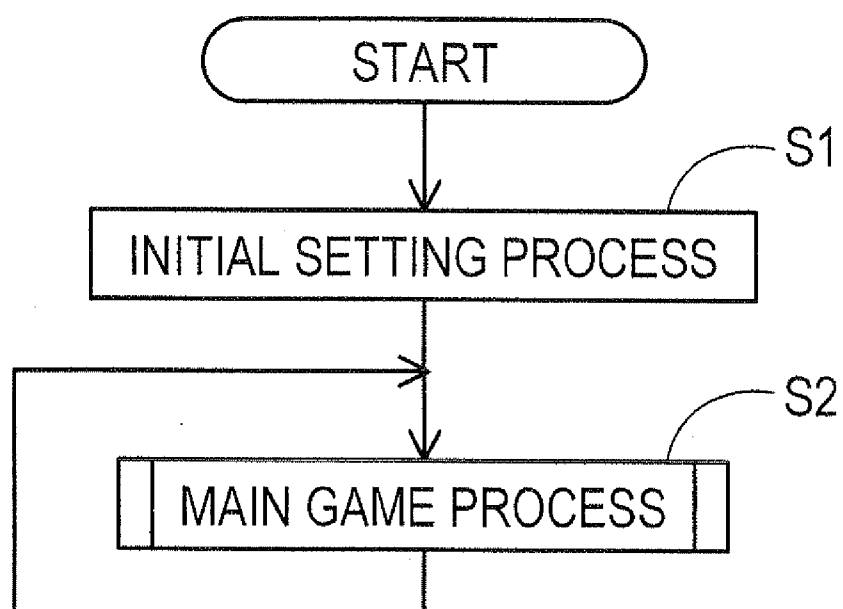 START
S1
INITIAL SETTING PROCESS
S2
MAIN GAME PROCESS